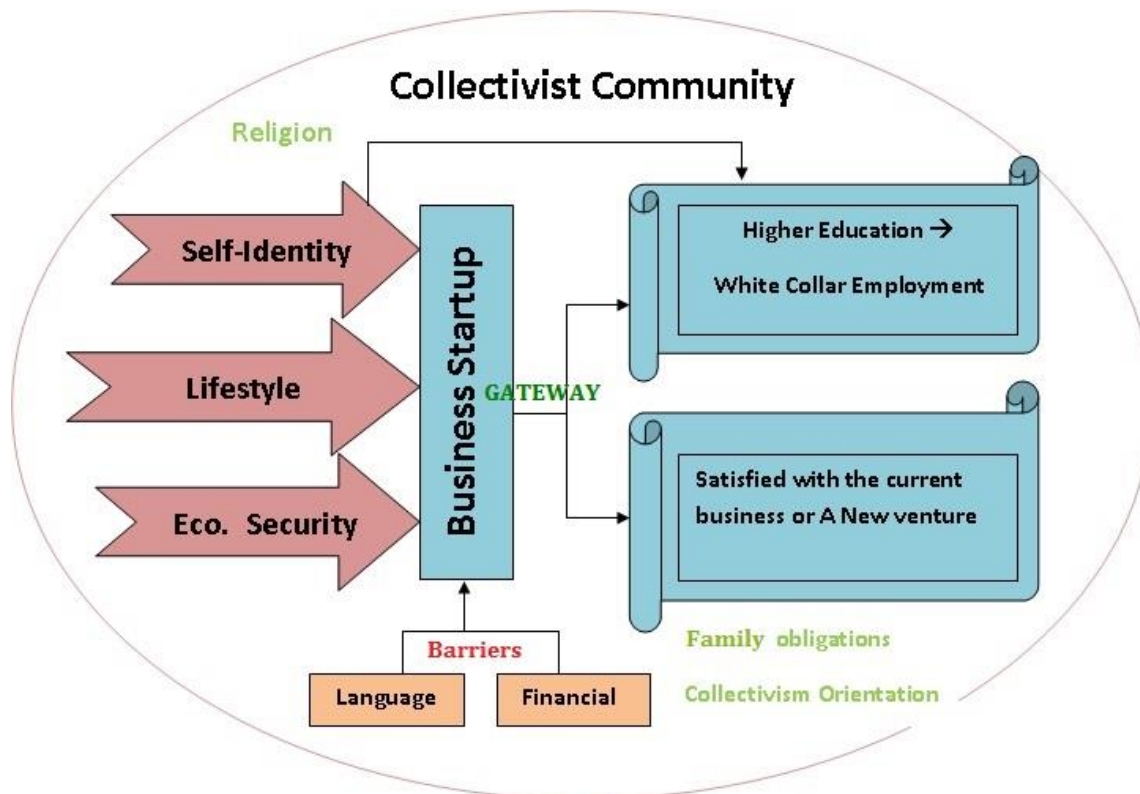 Collectivist Community
Religion
Self-Identity
Lifestyle
Eco. Security
Business Startup
GATEWAY
Higher Education →
White Collar Employment
Satisfied with the current
business or A New venture
Barriers
Language
Financial
Family obligations
Collectivism Orientation